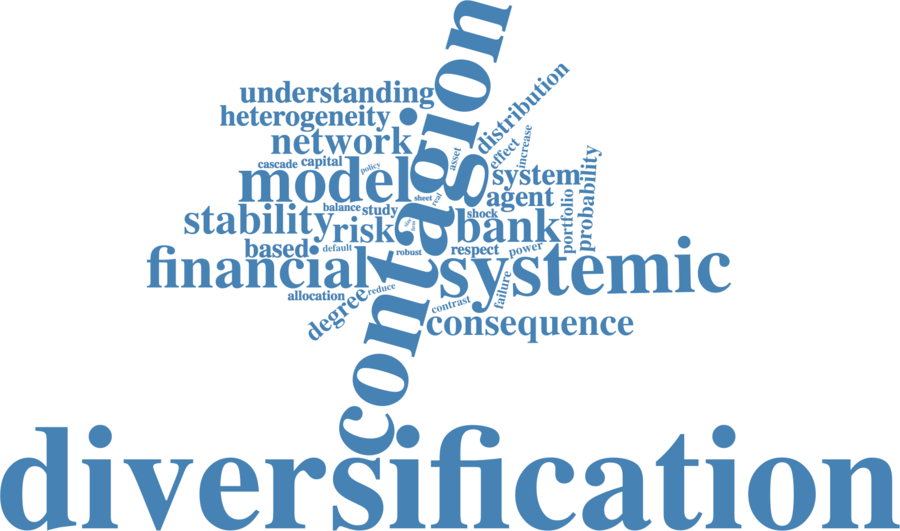 contagion
understanding
distribution
heterogeneity
network
effect
increase
cascade
capital
policy
asset
model
sheet
real
system
agent
portfolio
probability
balance
study
shock
stability
risk
bank
based
default
robust
respect
power
financial
systemic
allocation
reduce
degree
contrast
failure
consequence
diversification